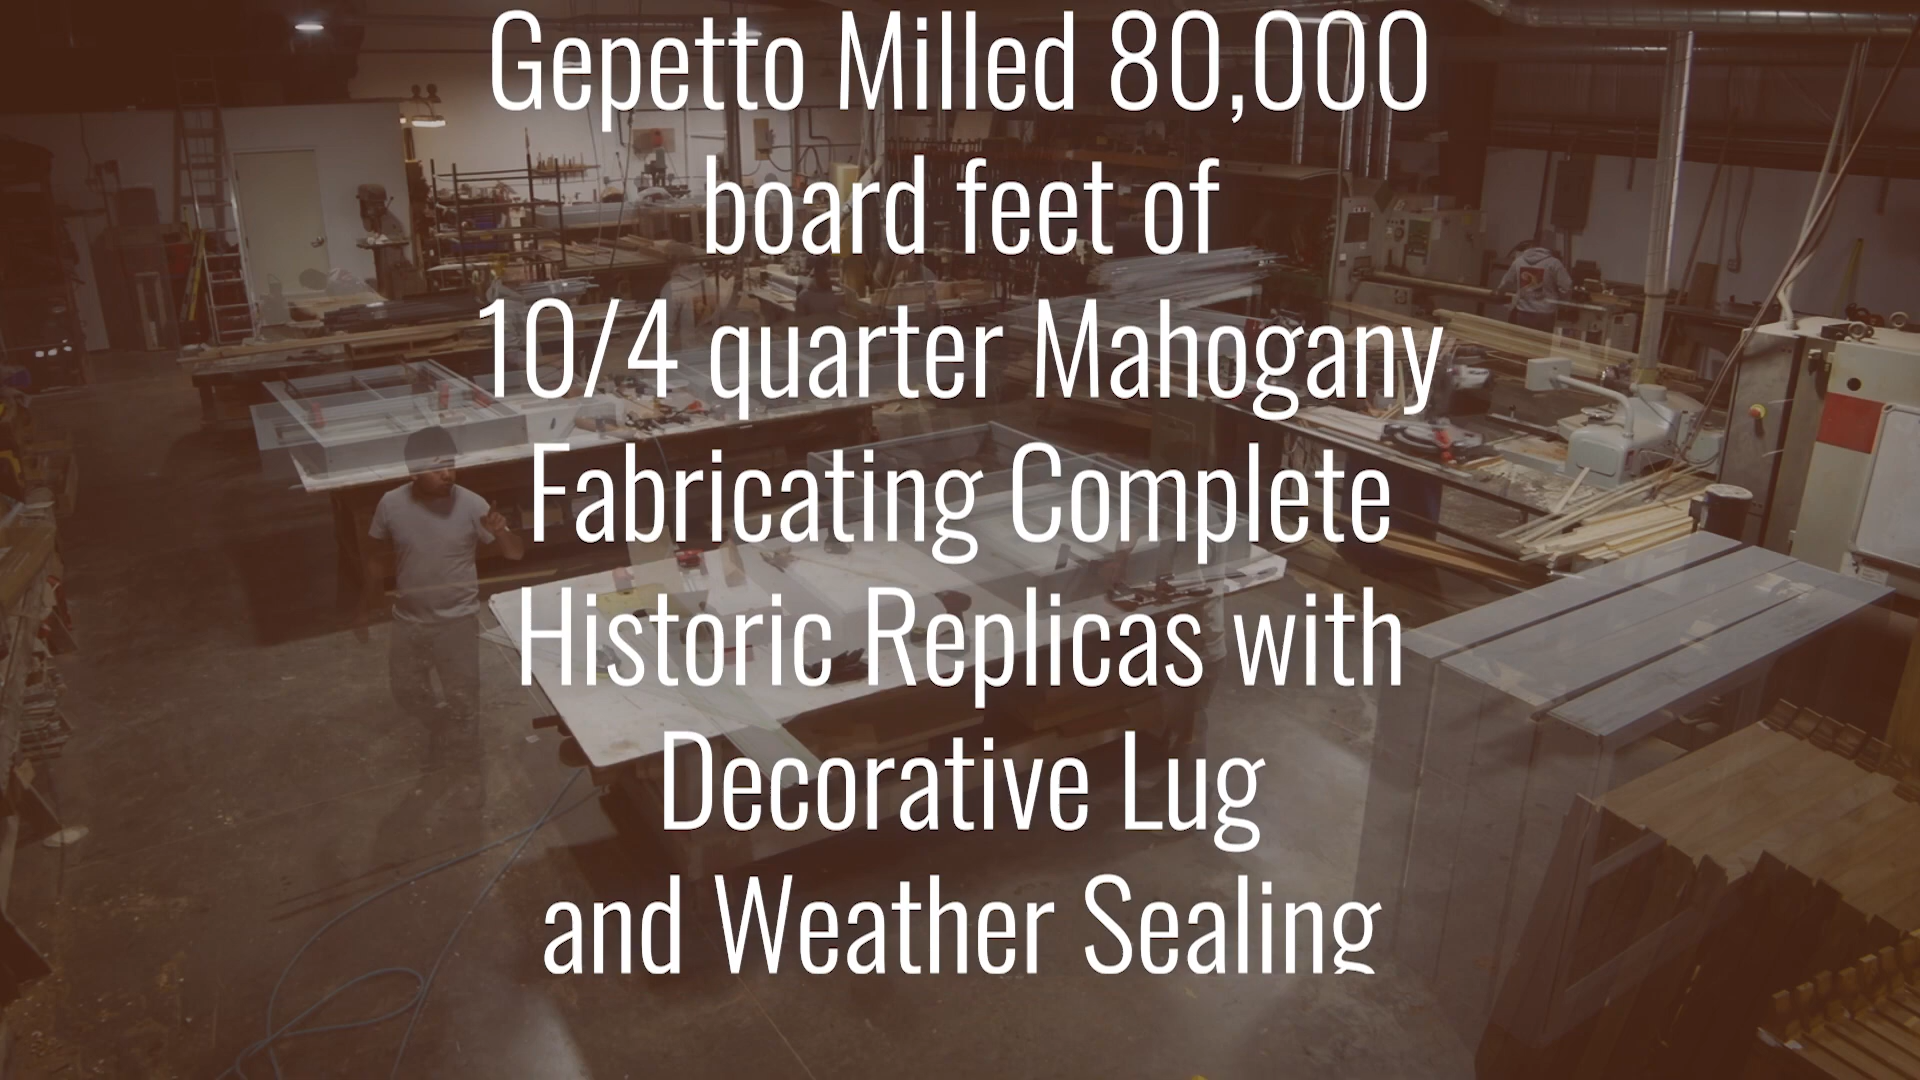 Gepetto Milled 80,000
board feet of
10/4 quarter Mahogany
Fabricating Complete
Historic Replicas with
Decorative Lug
and Weather Sealing
DELTA